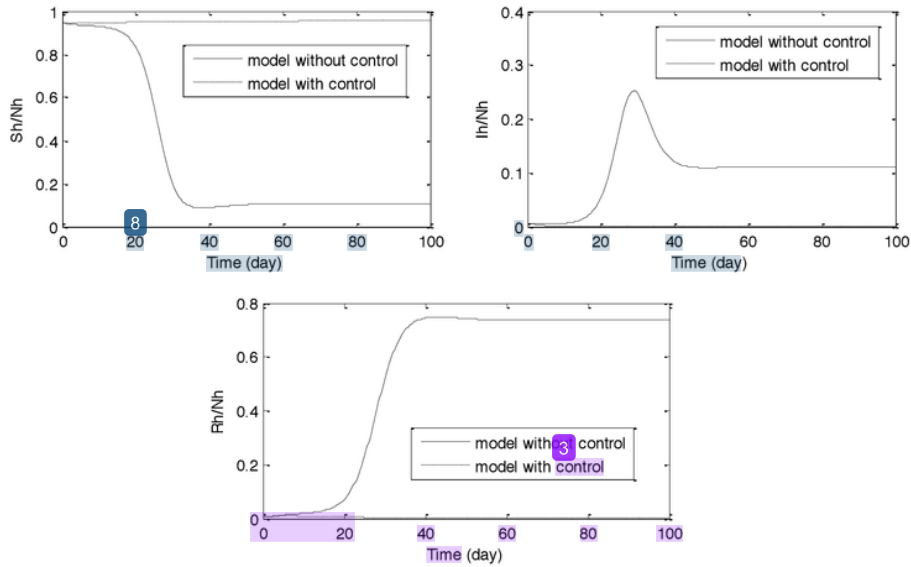 1
0.8
0.6
0.4
0.2
0
Sh/Nh
model without control
model with control
8
0 20 40 60 80 100
Time (day)
0.4
0.3
0.2
0.1
0
Ih/Nh
model without control
model with control
0 20 40 60 80 100
Time (day)
0.8
0.6
0.4
0.2
0
Rh/Nh
model without control
3
model with control
0 20 40 60 80 100
Time (day)